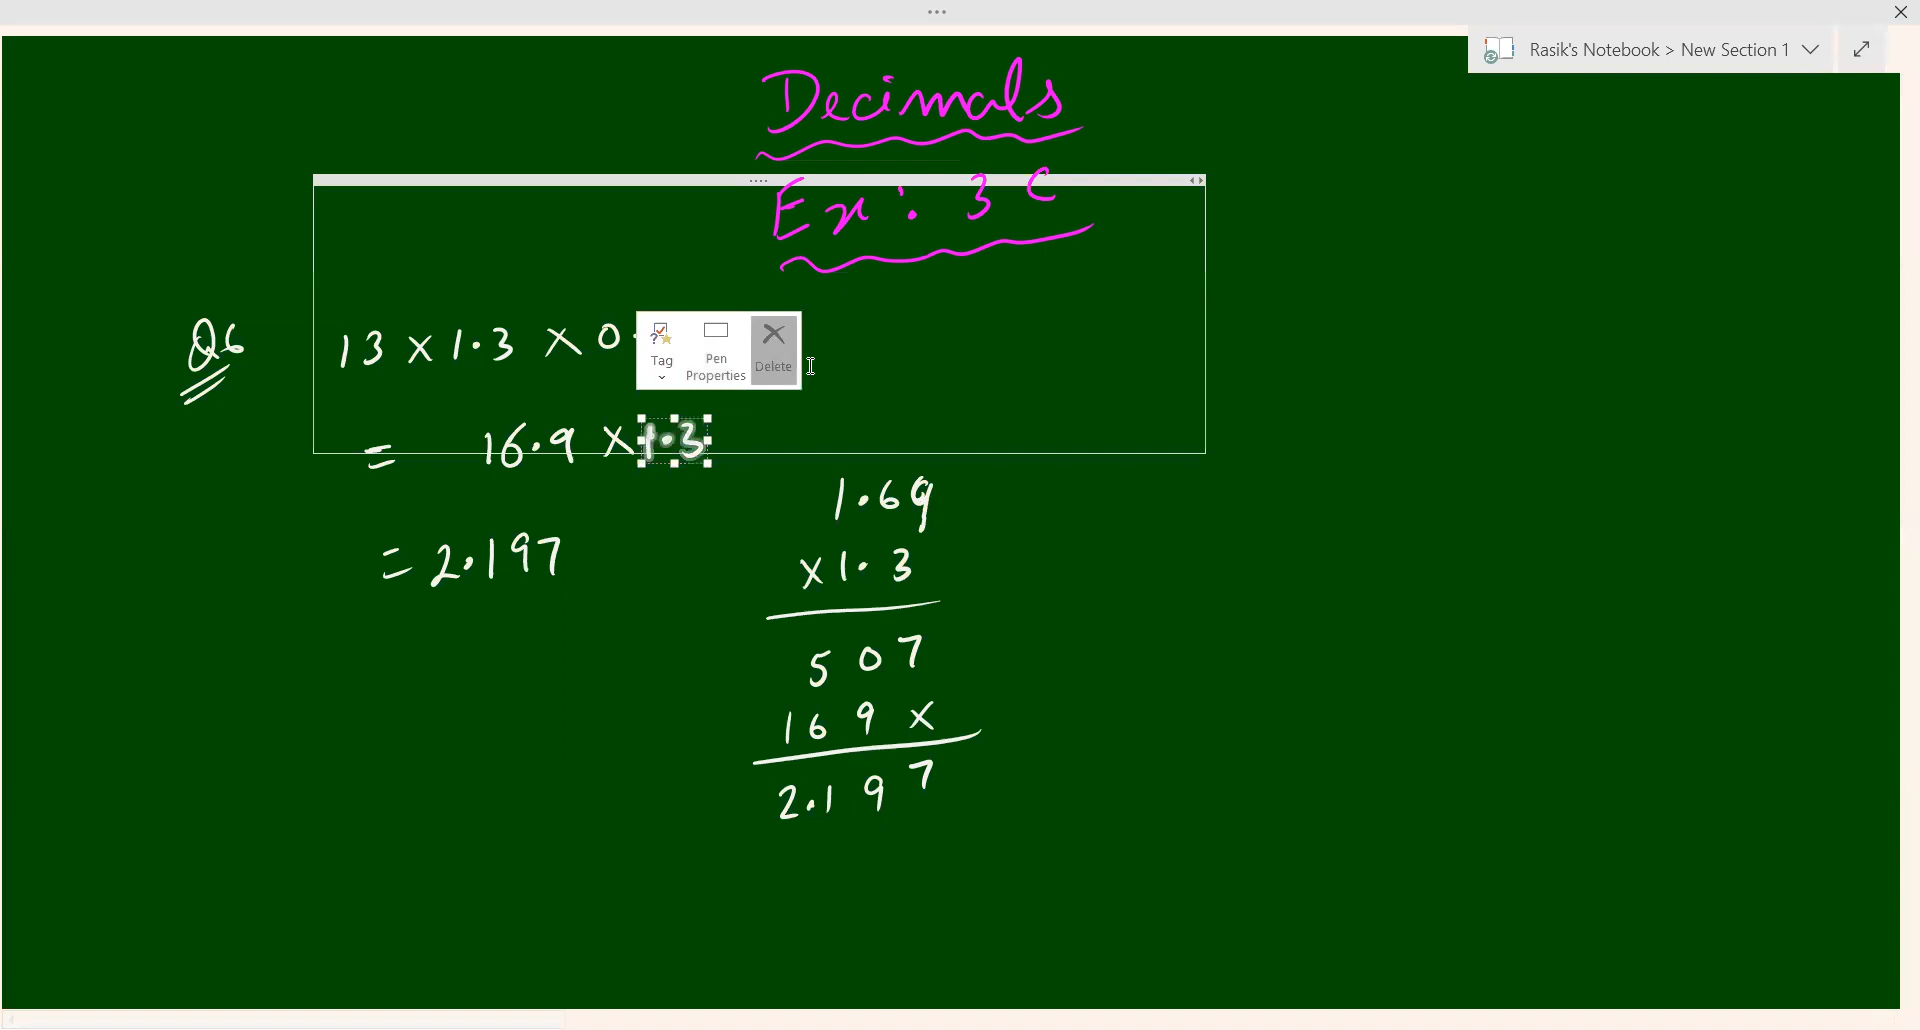 Rasik's Notebook > New Section 1
Decimals
Ex: 3C
Q6 13 x 1.3 x 0.
Tag
Pen Properties
Delete
= 16.9 x 1.3
= 2.197
1.69
x 1.3
507
169x
2.197